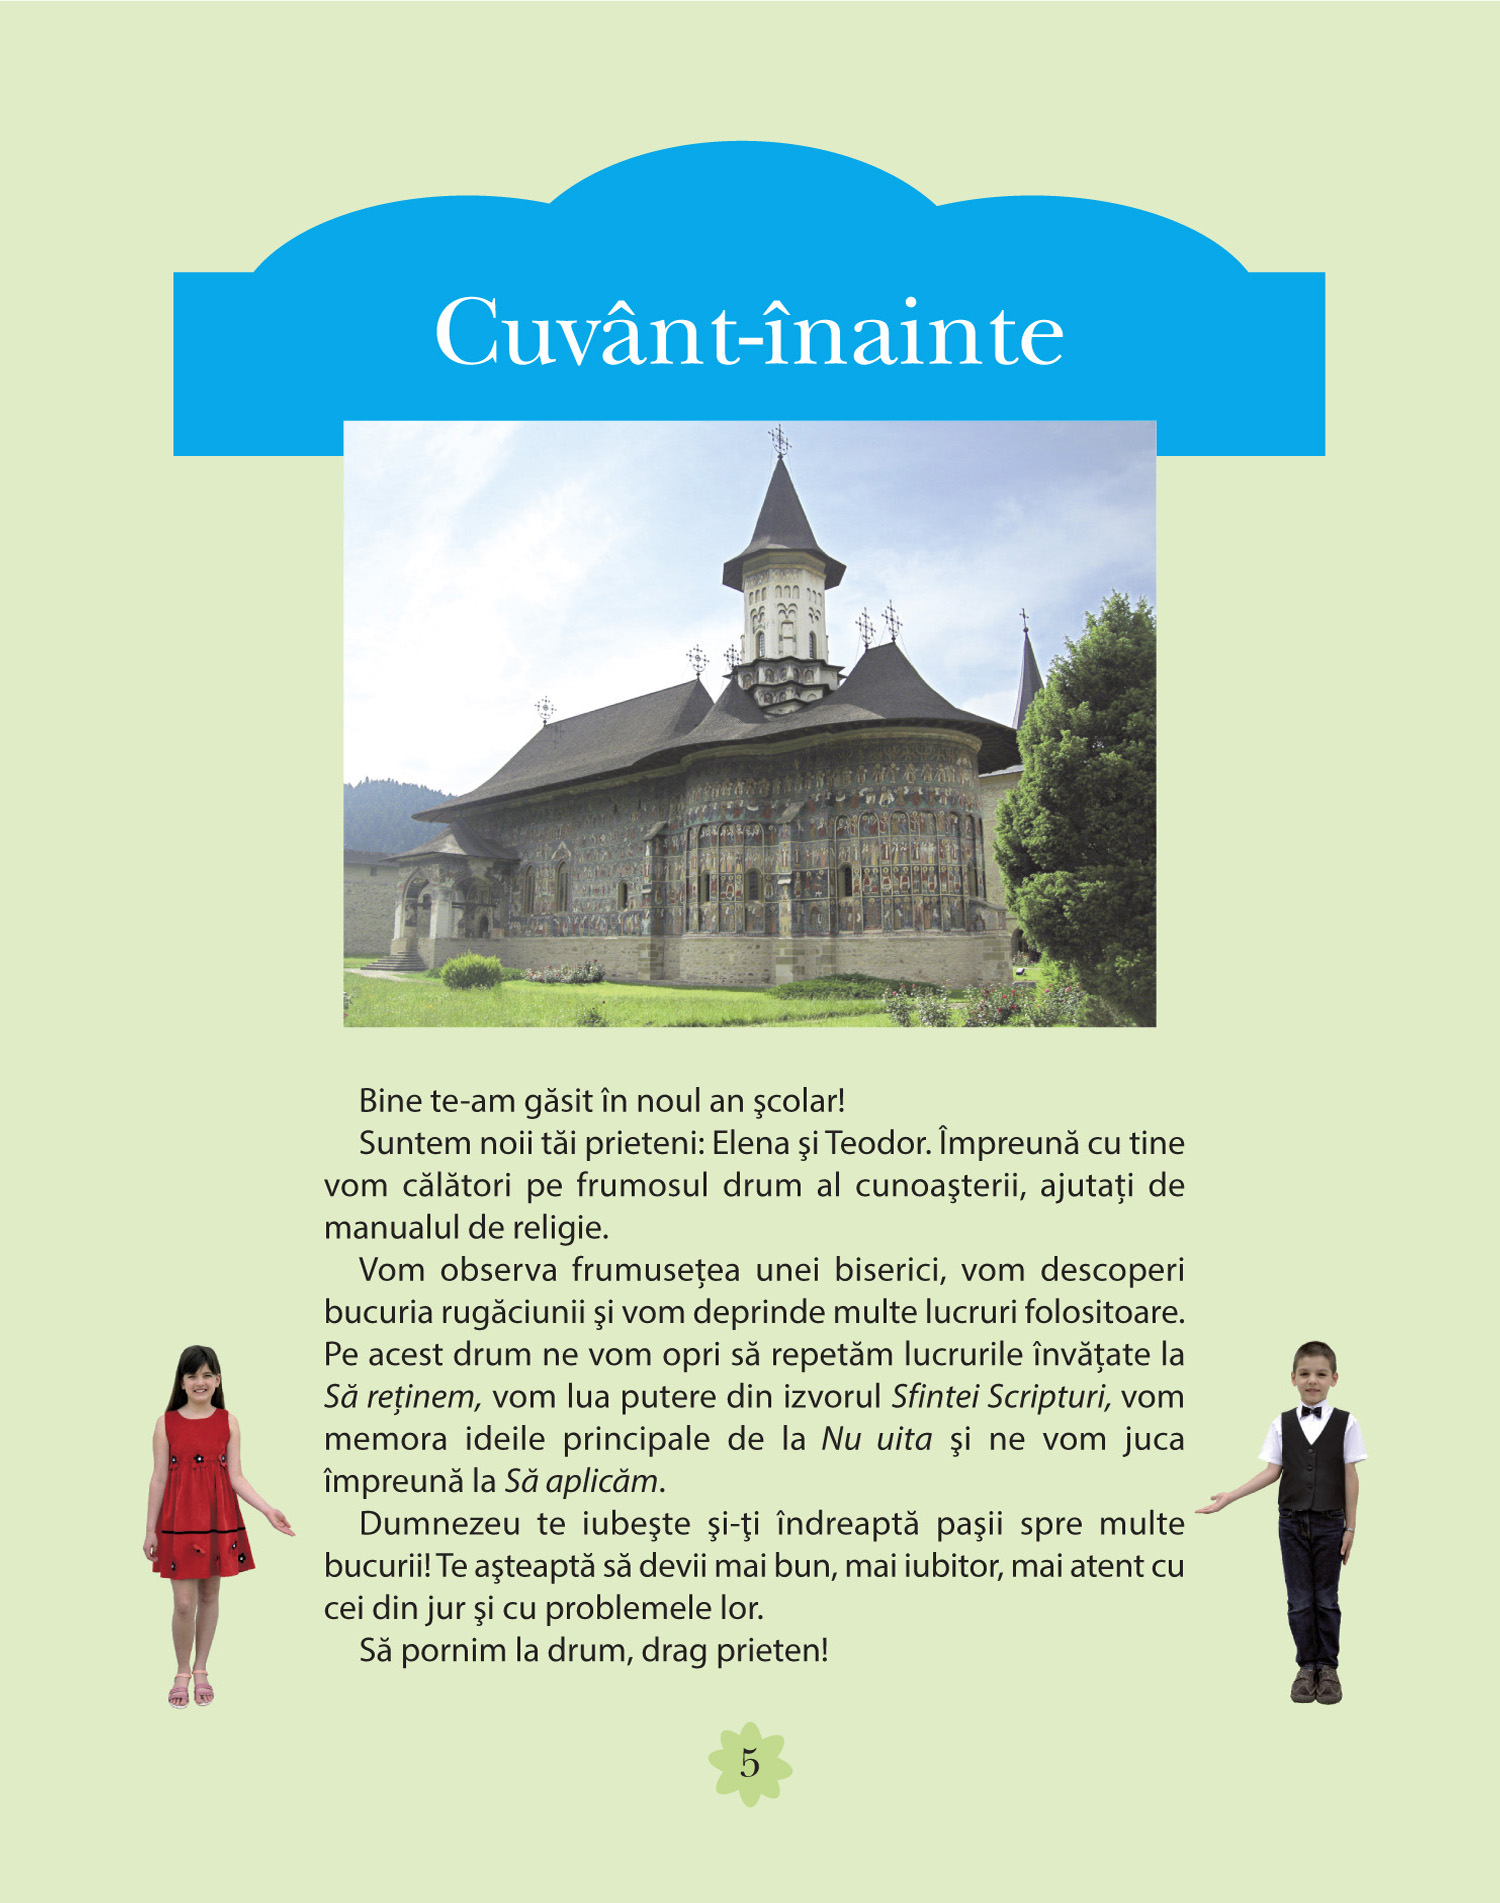 Cuvânt-înainte
Bine te-am găsit în noul an şcolar!
Suntem noii tăi prieteni: Elena şi Teodor. Împreună cu tine
vom călători pe frumosul drum al cunoaşterii, ajutați de
manualul de religie.
Vom observa frumusețea unei biserici, vom descoperi
bucuria rugăciunii şi vom deprinde multe lucruri folositoare.
Pe acest drum ne vom opri să repetăm lucrurile învățate la
Să reținem, vom lua putere din izvorul Sfintei Scripturi, vom
memora ideile principale de la Nu uita şi ne vom juca
împreună la Să aplicăm.
Dumnezeu te iubeşte şi-ţi îndreaptă paşii spre multe
bucurii! Te aşteaptă să devii mai bun, mai iubitor, mai atent cu
cei din jur şi cu problemele lor.
Să pornim la drum, drag prieten!
5